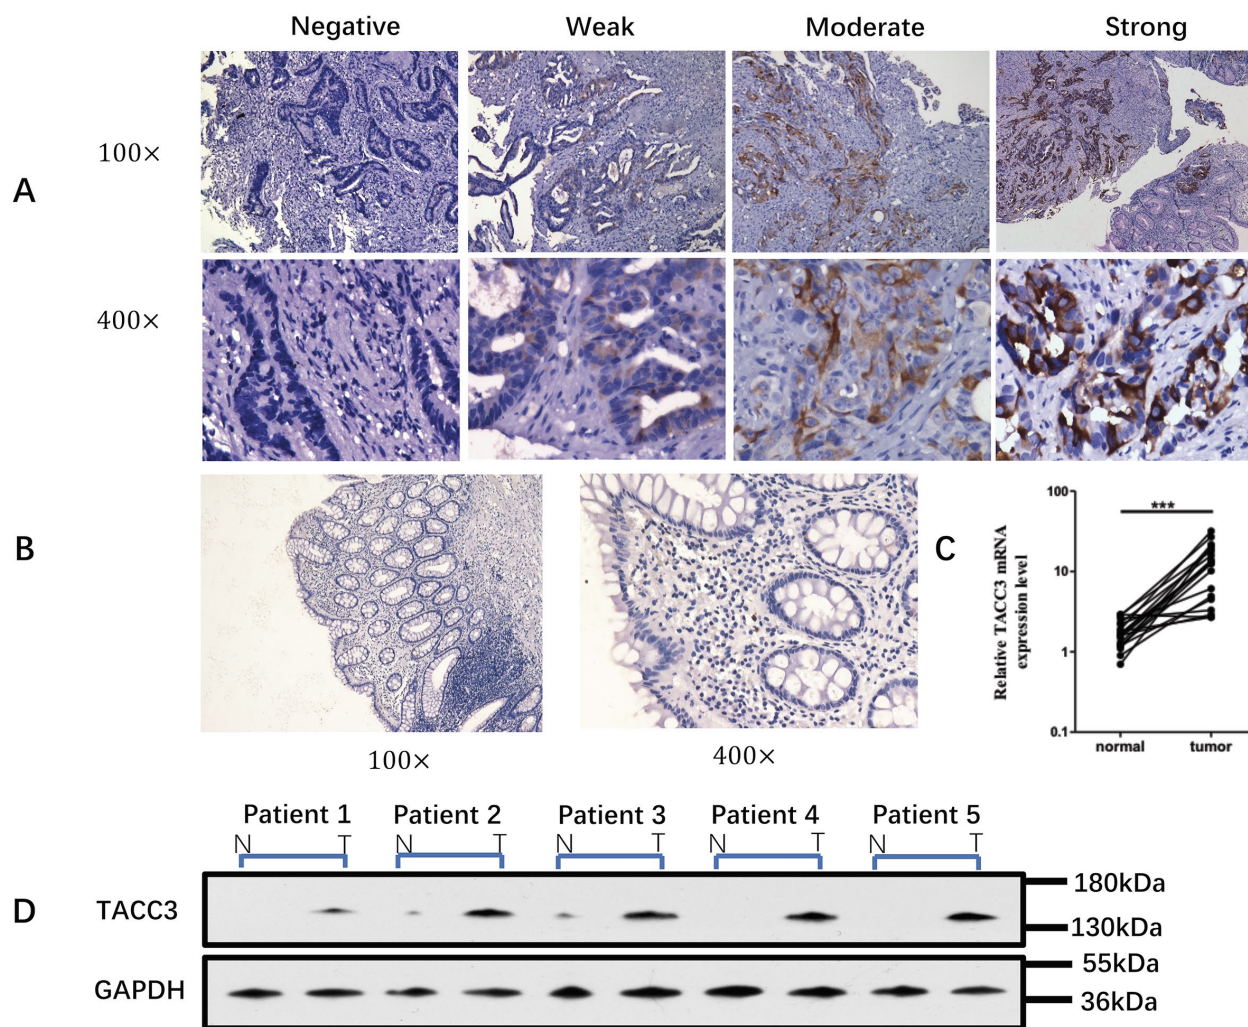 Negative Weak Moderate Strong
A
100×
400×
B
100×
400×
C
Relative TACC3 mRNA
expression level
100
10
1
0.1
***
normal tumor
D
Patient 1 Patient 2 Patient 3 Patient 4 Patient 5
N T N T N T N T N T
TACC3
180kDa
130kDa
GAPDH
55kDa
36kDa